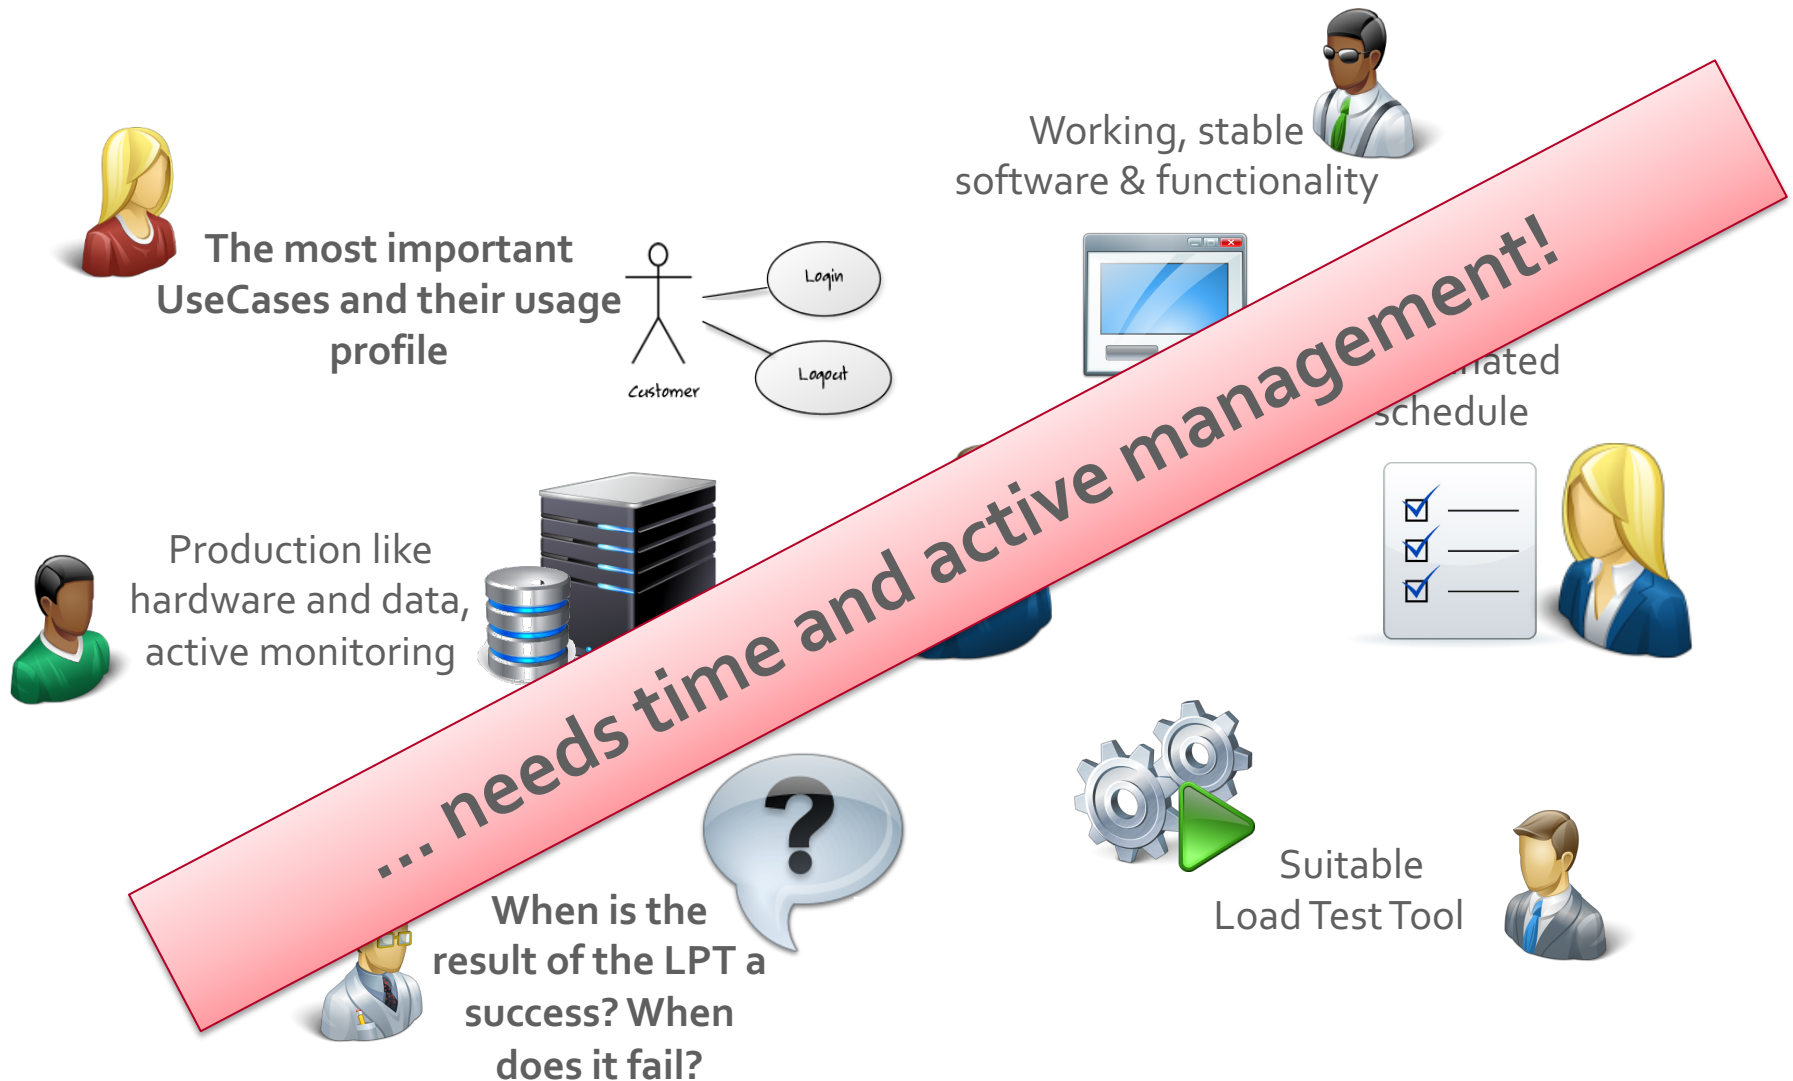 Working, stable
software & functionality
The most important
UseCases and their usage
profile
Login
Logout
Customer
schedule
Production like
hardware and data,
active monitoring
... needs time and active management!
Suitable
Load Test Tool
When is the
result of the LPT a
success? When
does it fail?